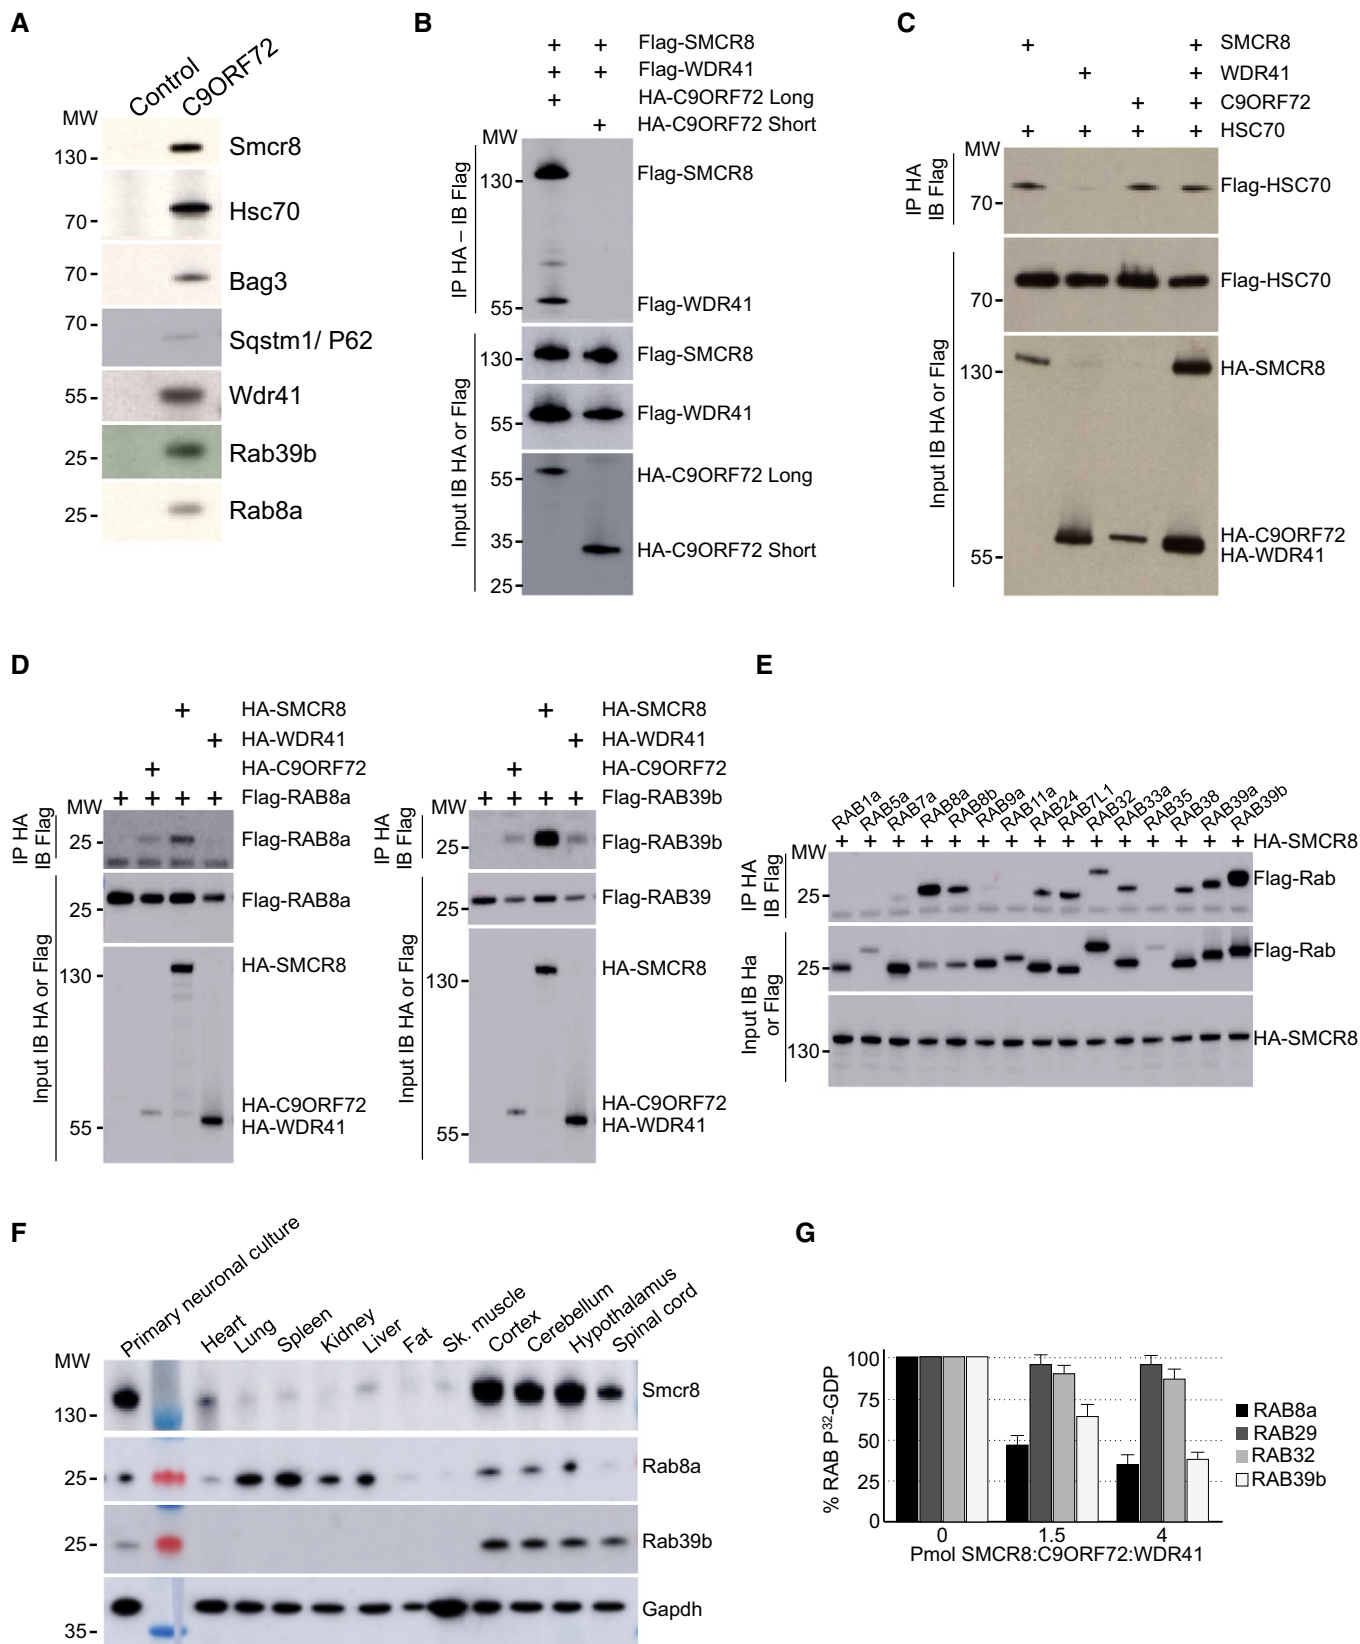 A
Control
C9ORF72
MW
130-
Smcr8
70-
Hsc70
70-
Bag3
70-
Sqstm1/ P62
55-
Wdr41
25-
Rab39b
25-
Rab8a
B
+ + Flag-SMCR8
+ + Flag-WDR41
+ HA-C9ORF72 Long
+ HA-C9ORF72 Short
MW
IP HA – IB Flag
130-
Flag-SMCR8
55-
Flag-WDR41
Input IB HA or Flag
130-
Flag-SMCR8
55-
Flag-WDR41
55-
HA-C9ORF72 Long
35-
HA-C9ORF72 Short
25-
C
+ + SMCR8
+ + WDR41
+ + C9ORF72
+ + + + HSC70
MW
IP HA
IB Flag
70-
Flag-HSC70
Input IB HA or Flag
Flag-HSC70
70-
130-
HA-SMCR8
HA-C9ORF72
HA-WDR41
55-
D
+ HA-SMCR8
+ HA-WDR41
+ HA-C9ORF72
+ + + + Flag-RAB8a
MW
IP HA
IB Flag
25-
Flag-RAB8a
Input IB HA or Flag
25-
Flag-RAB8a
130-
HA-SMCR8
HA-C9ORF72
HA-WDR41
55-
+ HA-SMCR8
+ HA-WDR41
+ HA-C9ORF72
+ + + + Flag-RAB39b
MW
IP HA
IB Flag
25-
Flag-RAB39b
Input IB HA or Flag
25-
Flag-RAB39
130-
HA-SMCR8
HA-C9ORF72
HA-WDR41
55-
E
RAB1a
RAB5a
RAB7a
RAB8a
RAB8b
RAB9a
RAB11a
RAB24
RAB7L1
RAB32
RAB33a
RAB35
RAB38
RAB39a
RAB39b
+ + + + + + + + + + + + + + + HA-SMCR8
MW
IP HA
IB Flag
25-
Flag-Rab
Input IB Ha
or Flag
25-
Flag-Rab
130-
HA-SMCR8
F
Primary neuronal culture
Heart
Lung
Spleen
Kidney
Liver
Fat
Sk. muscle
Cortex
Cerebellum
Hypothalamus
Spinal cord
MW
130-
Smcr8
25-
Rab8a
25-
Rab39b
Gapdh
35-
G
% RAB P32-GDP
100
75
50
25
0
0 1.5 4
Pmol SMCR8:C9ORF72:WDR41
RAB8a
RAB29
RAB32
RAB39b